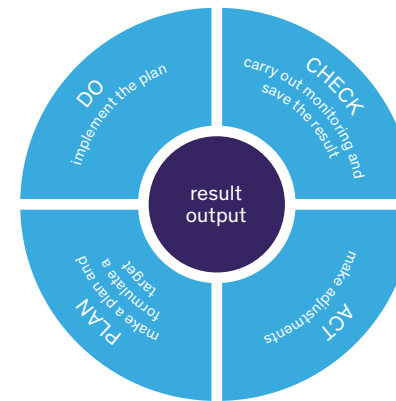 DO
implement the plan
CHECK
carry out monitoring and
save the result
result
output
PLAN
make a plan and
formulate a
target
ACT
make adjustments